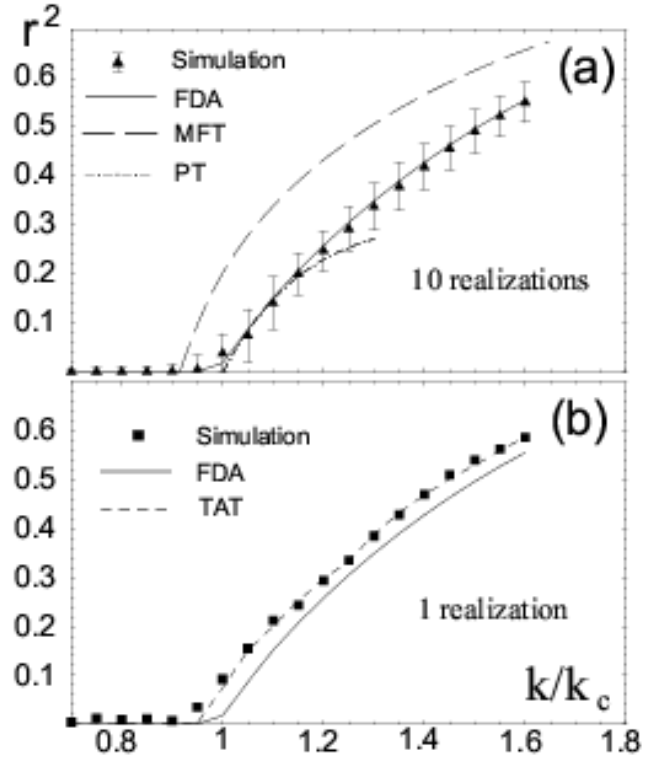 r²
(a)
0.6
Simulation
FDA
0.5
MFT
PT
0.4
0.3
0.2
10 realizations
0.1
(b)
0.6
Simulation
FDA
0.5
TAT
0.4
0.3
0.2
1 realization
0.1
k/k c
0.8 1 1.2 1.4 1.6 1.8